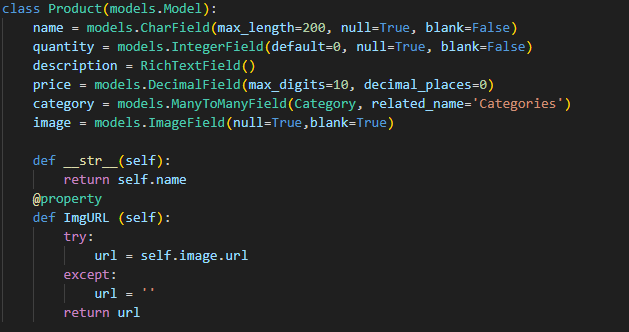 class Product(models.Model):
    name = models.CharField(max_length=200, null=True, blank=False)
    quantity = models.IntegerField(default=0, null=True, blank=False)
    description = RichTextField()
    price = models.DecimalField(max_digits=10, decimal_places=0)
    category = models.ManyToManyField(Category, related_name='Categories')
    image = models.ImageField(null=True,blank=True)

    def __str__(self):
        return self.name
    @property
    def ImgURL (self):
        try:
            url = self.image.url
        except:
            url = ''
        return url